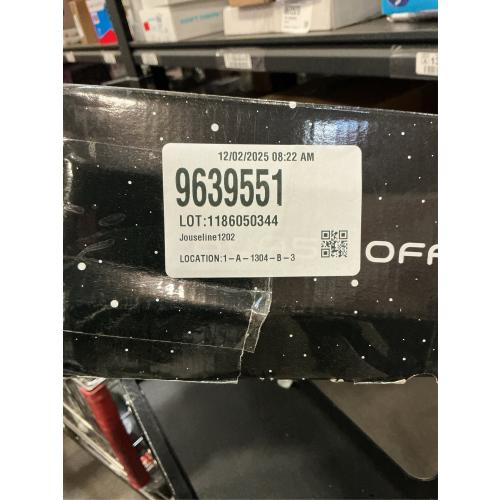 12/02/2025 08:22 AM
9639551
LOT:1186050344
Jouseline1202
LOCATION:1-A-1304-B-3
OFF